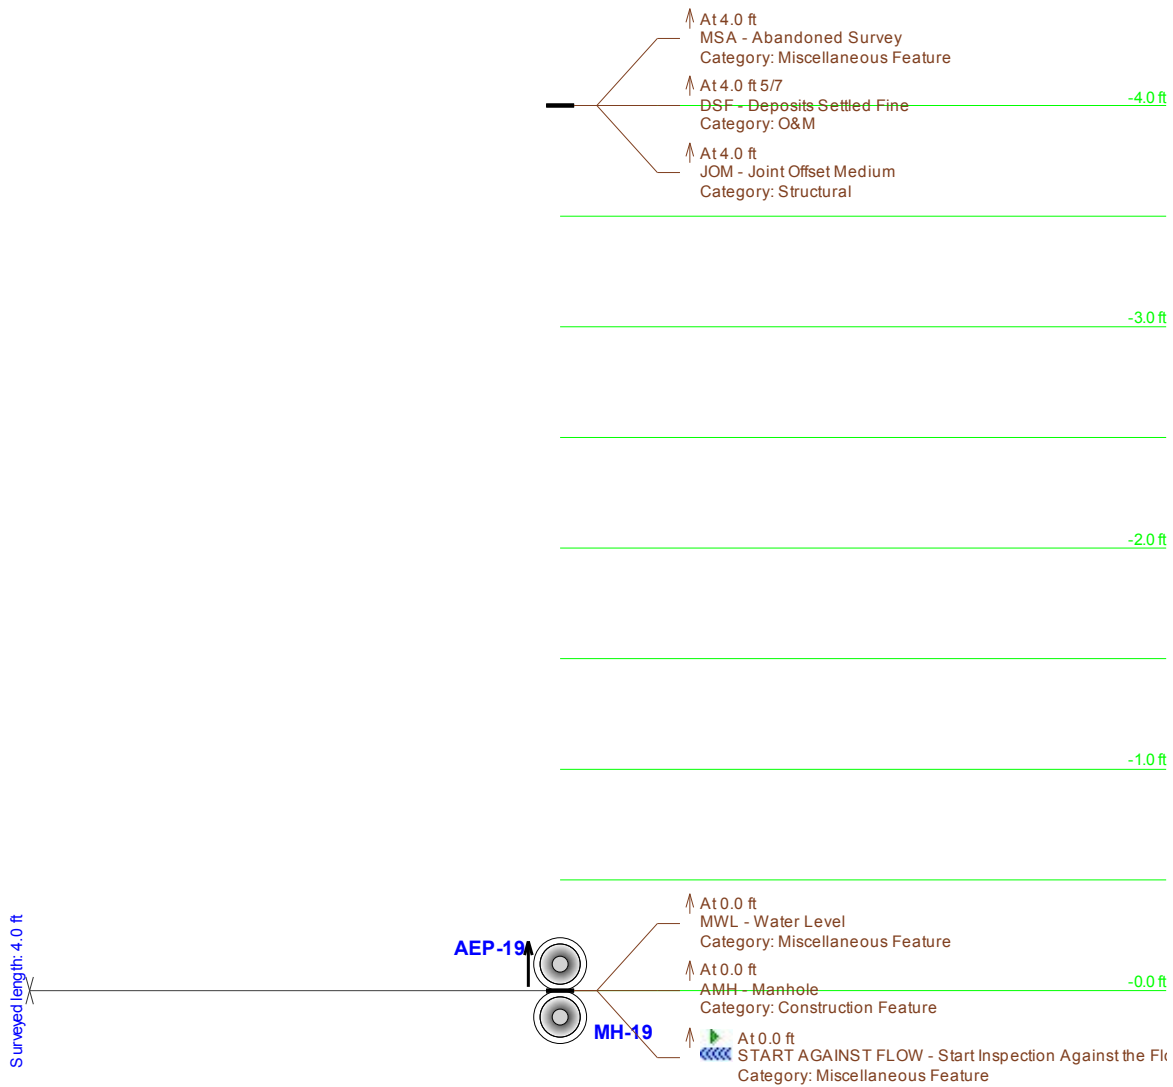 At 4.0 ft
MSA - Abandoned Survey
Category: Miscellaneous Feature
At 4.0 ft 5/7
DSF - Deposits Settled Fine
Category: O&M
-4.0 ft
At 4.0 ft
JOM - Joint Offset Medium
Category: Structural
-3.0 ft
-2.0 ft
-1.0 ft
At 0.0 ft
MWL - Water Level
Category: Miscellaneous Feature
AEP-19
At 0.0 ft
AMH - Manhole
Category: Construction Feature
-0.0 ft
MH-19
At 0.0 ft
START AGAINST FLOW - Start Inspection Against the Flo
Category: Miscellaneous Feature
Surveyed length: 4.0 ft